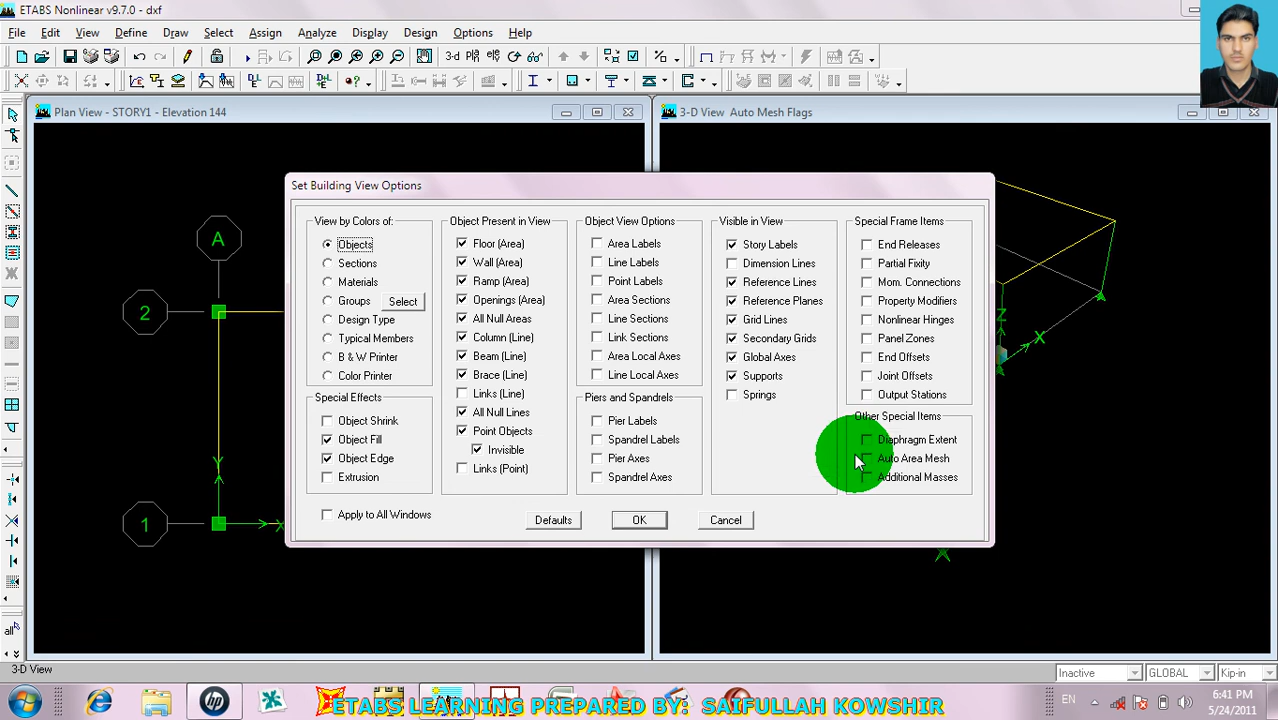 ETABS Nonlinear v9.7.0 - dxf
File Edit View Define Draw Select Assign Analyze Display Design Options Help
3-d
all
Plan View - STORY1 - Elevation 144
3-D View Auto Mesh Flags
A
2
1
Y
X
Z
X
Set Building View Options
View by Colors of:
Objects
Sections
Materials
Groups
Select
Design Type
Typical Members
B & W Printer
Color Printer
Special Effects
Object Shrink
Object Fill
Object Edge
Extrusion
Apply to All Windows
Object Present in View
Floor (Area)
Wall (Area)
Ramp (Area)
Openings (Area)
All Null Areas
Column (Line)
Beam (Line)
Brace (Line)
Links (Line)
All Null Lines
Point Objects
Invisible
Links (Point)
Object View Options
Area Labels
Line Labels
Point Labels
Area Sections
Line Sections
Link Sections
Area Local Axes
Line Local Axes
Piers and Spandrels
Pier Labels
Spandrel Labels
Pier Axes
Spandrel Axes
Visible in View
Story Labels
Dimension Lines
Reference Lines
Reference Planes
Grid Lines
Secondary Grids
Global Axes
Supports
Springs
Special Frame Items
End Releases
Partial Fixity
Mom. Connections
Property Modifiers
Nonlinear Hinges
Panel Zones
End Offsets
Joint Offsets
Output Stations
Other Special Items
Diaphragm Extent
Auto Area Mesh
Additional Masses
Defaults
OK
Cancel
3-D View
Inactive
GLOBAL
Kip-in
EN
6:41 PM
5/24/2011
ETABS LEARNING PREPARED BY: SAIFULLAH KOWSHIR